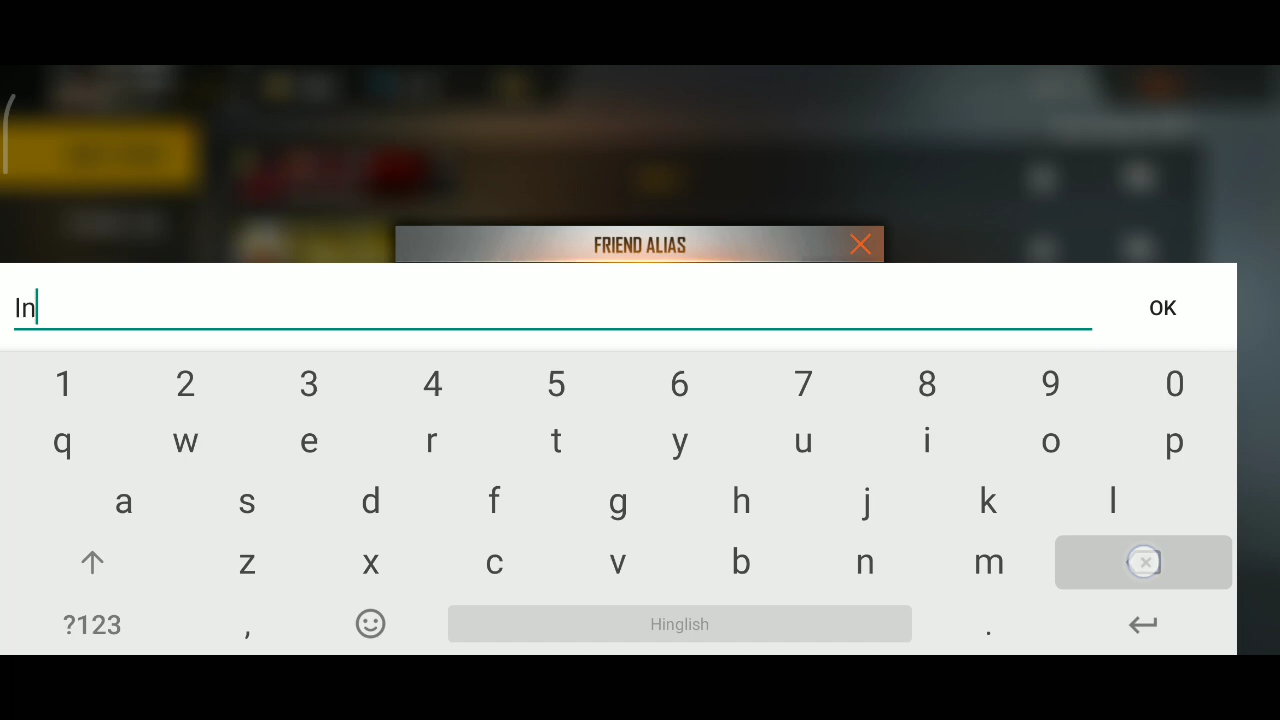 FRIEND ALIAS
In
OK
1 2 3 4 5 6 7 8 9 0
q w e r t y u i o p
a s d f g h j k l
z x c v b n m
?123 , Hinglish .